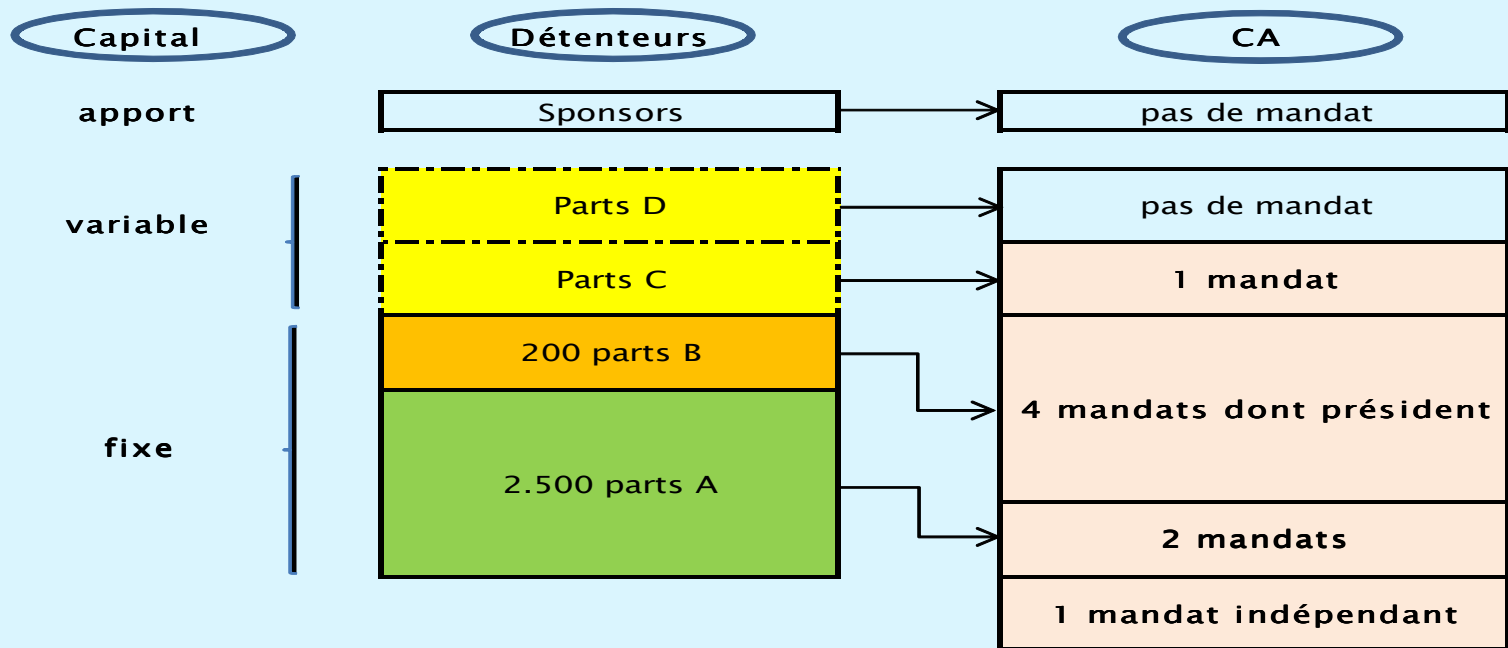 Capital
Détenteurs
CA
apport
Sponsors
pas de mandat
variable
Parts D
pas de mandat
Parts C
1 mandat
200 parts B
4 mandats dont président
fixe
2.500 parts A
2 mandats
1 mandat indépendant